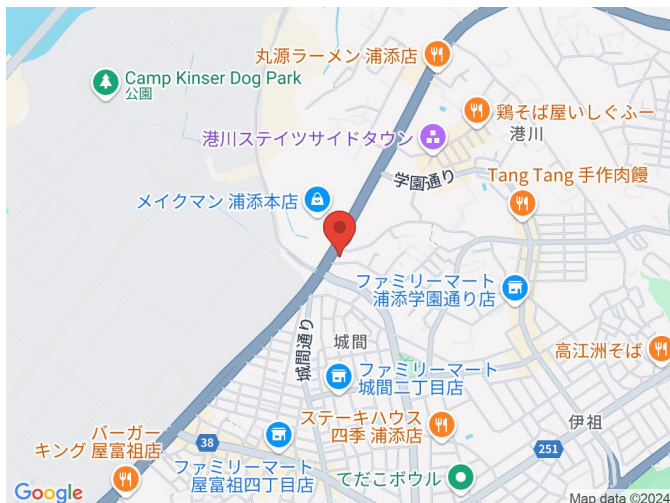 丸源ラーメン 浦添店
Camp Kinser Dog Park
公園
鶏そば屋いしぐふー
港川
港川ステイツサイドタウン
学園通り
Tang Tang 手作肉饅
メイクマン 浦添本店
ファミリーマート
浦添学園通り店
城間通り
城間
高江洲そば
ファミリーマート
城間二丁目店
ステーキハウス
四季 浦添店
伊祖
バーガー
キング 屋富祖店
38
251
ファミリーマート
屋富祖四丁目店
てだこボウル
Google
Map data ©2024